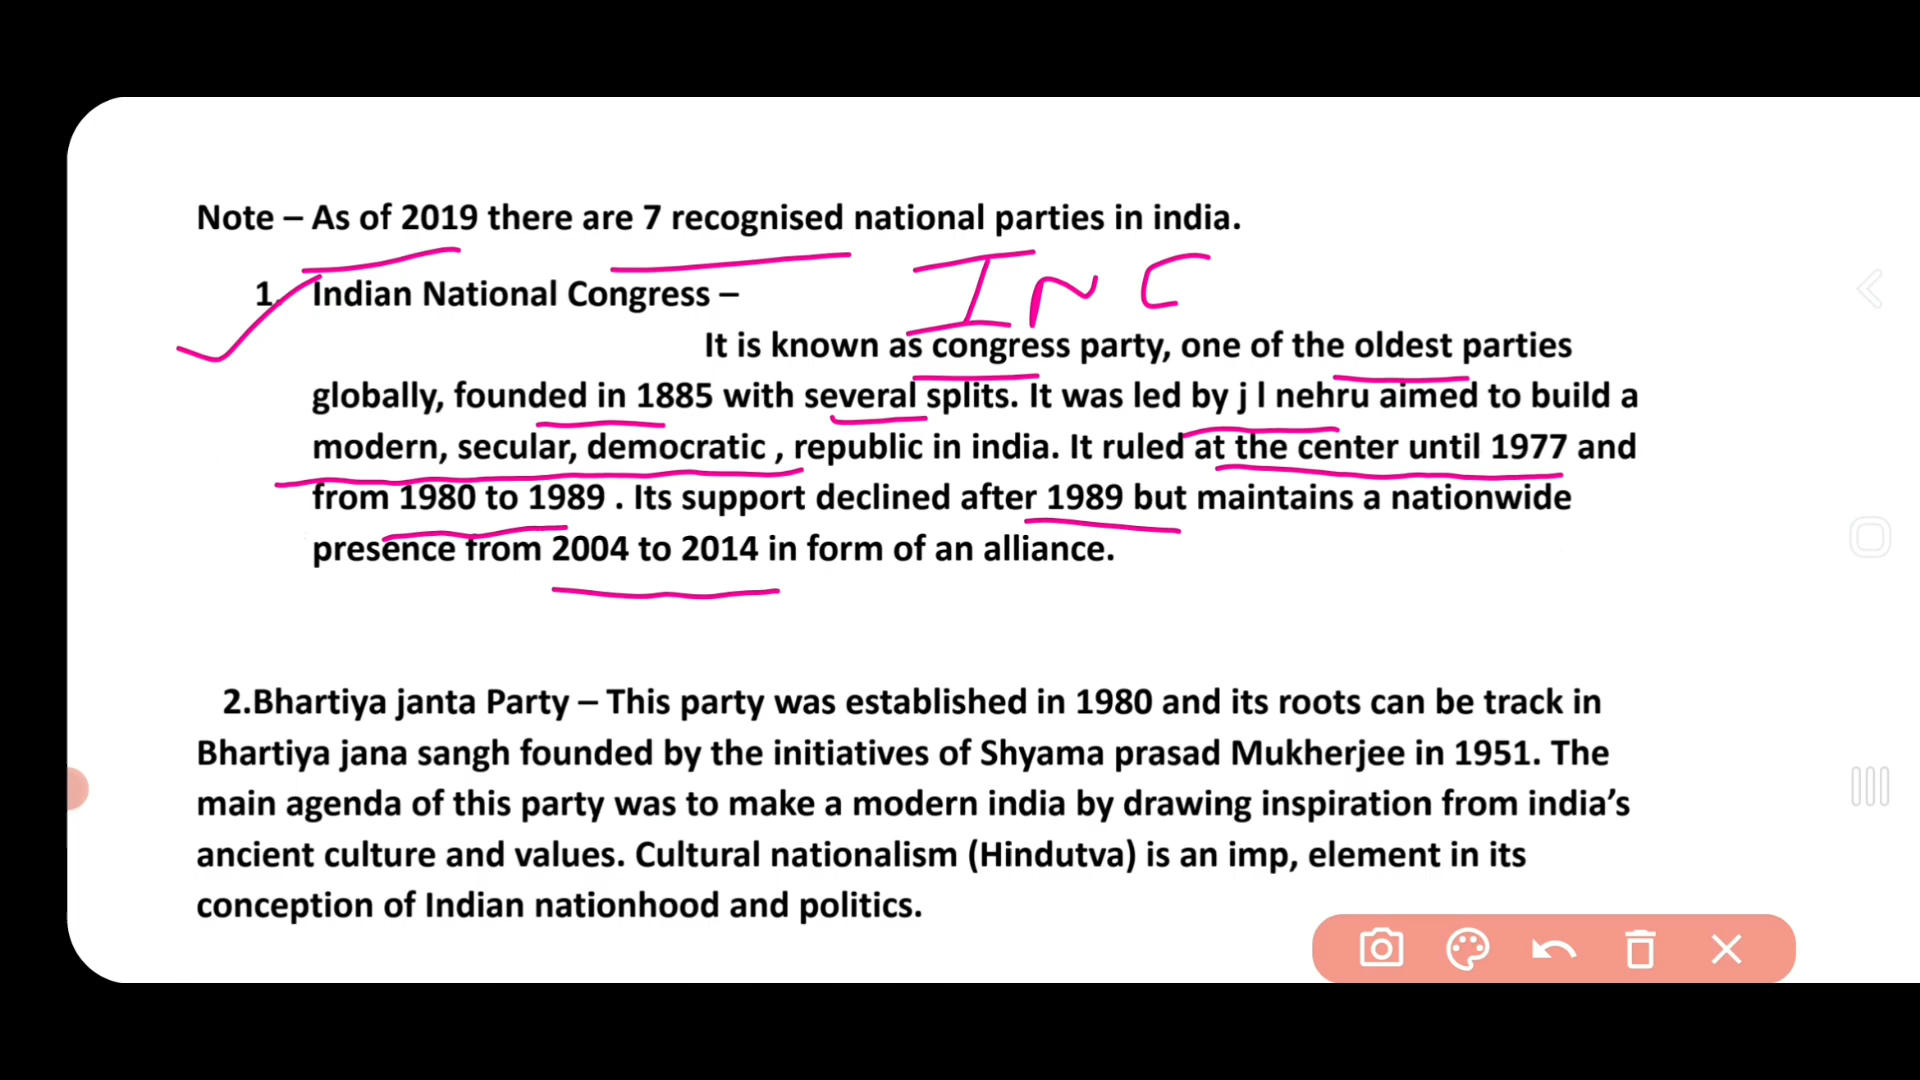 Note – As of 2019 there are 7 recognised national parties in india.
1. Indian National Congress –
INC
It is known as congress party, one of the oldest parties
globally, founded in 1885 with several splits. It was led by j l nehru aimed to build a
modern, secular, democratic , republic in india. It ruled at the center until 1977 and
from 1980 to 1989 . Its support declined after 1989 but maintains a nationwide
presence from 2004 to 2014 in form of an alliance.
2.Bhartiya janta Party – This party was established in 1980 and its roots can be track in
Bhartiya jana sangh founded by the initiatives of Shyama prasad Mukherjee in 1951. The
main agenda of this party was to make a modern india by drawing inspiration from india’s
ancient culture and values. Cultural nationalism (Hindutva) is an imp, element in its
conception of Indian nationhood and politics.